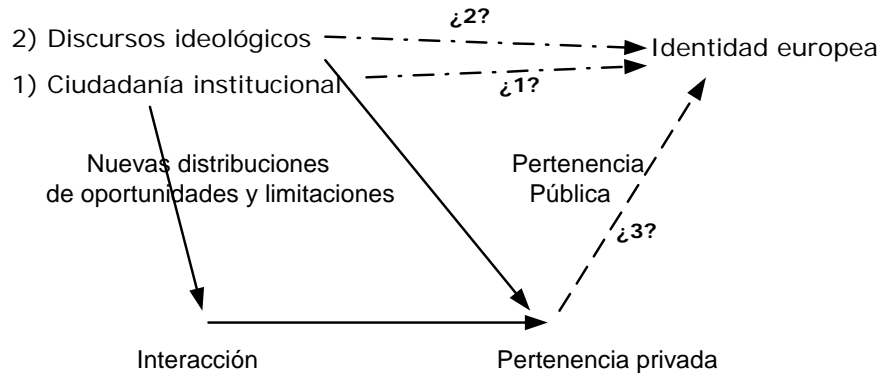 ¿2?
2) Discursos ideológicos
Identidad europea
1) Ciudadanía institucional
¿1?
Nuevas distribuciones
de oportunidades y limitaciones
Pertenencia
Pública
¿3?
Interacción
Pertenencia privada